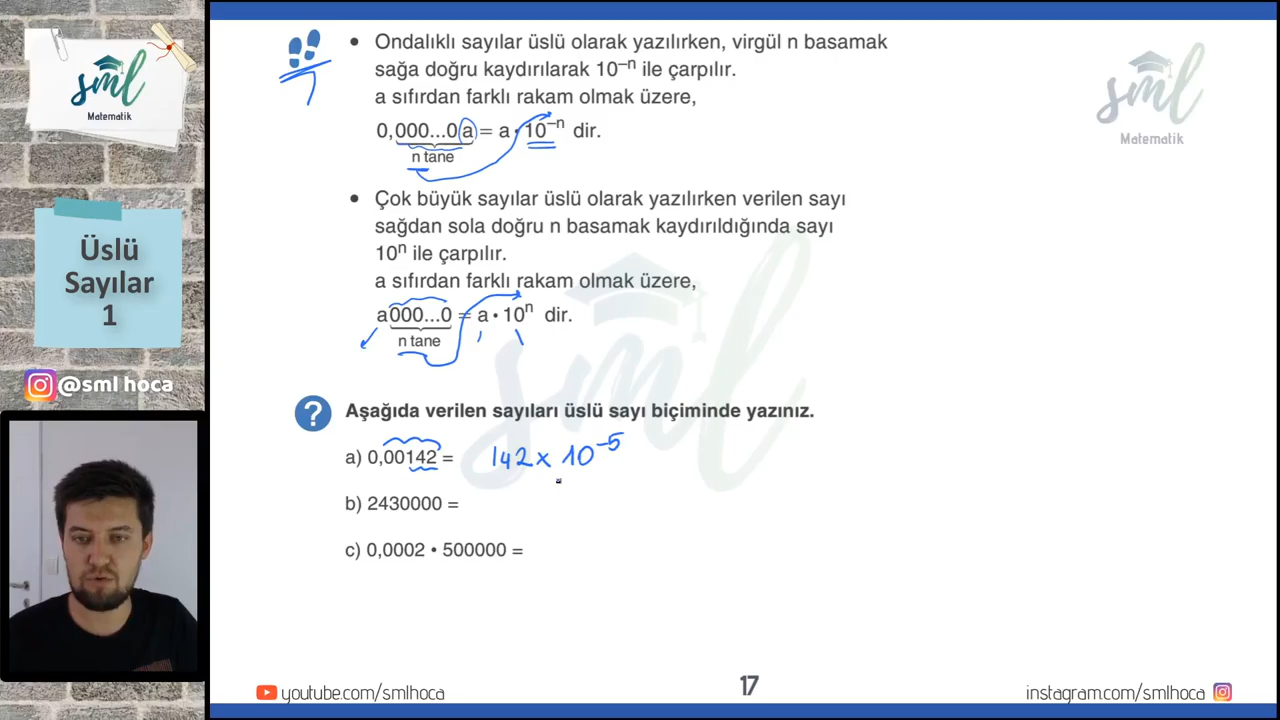 sml
Matematik
Üslü
Sayılar
1
@sml hoca
• Ondalıklı sayılar üslü olarak yazılırken, virgül n basamak
sağa doğru kaydırılarak 10⁻ⁿ ile çarpılır.
a sıfırdan farklı rakam olmak üzere,
0,000...0a = a • 10⁻ⁿ dir.
n tane
• Çok büyük sayılar üslü olarak yazılırken verilen sayı
sağdan sola doğru n basamak kaydırıldığında sayı
10ⁿ ile çarpılır.
a sıfırdan farklı rakam olmak üzere,
a000...0 = a • 10ⁿ dir.
n tane
? Aşağıda verilen sayıları üslü sayı biçiminde yazınız.
a) 0,00142 = 142 x 10⁻⁵
b) 2430000 =
c) 0,0002 • 500000 =
sml
Matematik
sml
youtube.com/smlhoca
17
instagram.com/smlhoca